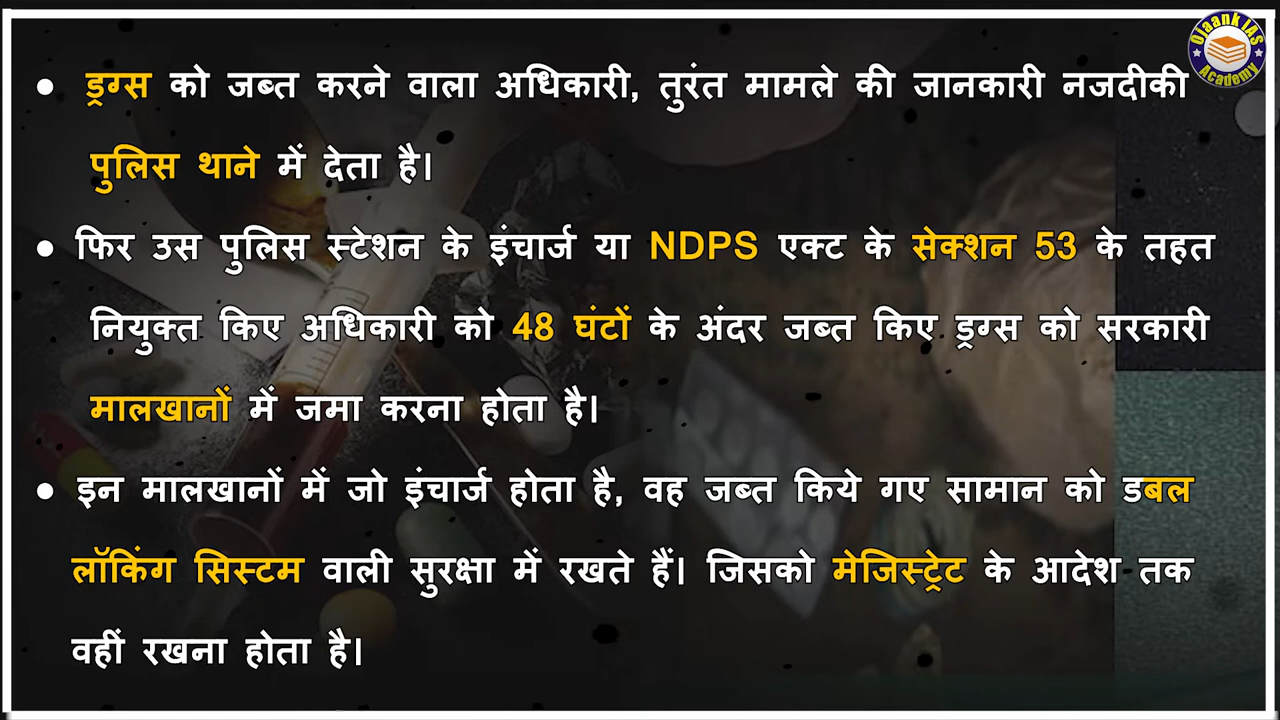 Ojaank IAS
Academy
• ड्रग्स को जब्त करने वाला अधिकारी, तुरंत मामले की जानकारी नजदीकी
पुलिस थाने में देता है।
• फिर उस पुलिस स्टेशन के इंचार्ज या NDPS एक्ट के सेक्शन 53 के तहत
नियुक्त किए अधिकारी को 48 घंटों के अंदर जब्त किए ड्रग्स को सरकारी
मालखानों में जमा करना होता है।
• इन मालखानों में जो इंचार्ज होता है, वह जब्त किये गए सामान को डबल
लॉकिंग सिस्टम वाली सुरक्षा में रखते हैं। जिसको मेजिस्ट्रेट के आदेश तक
वहीं रखना होता है।